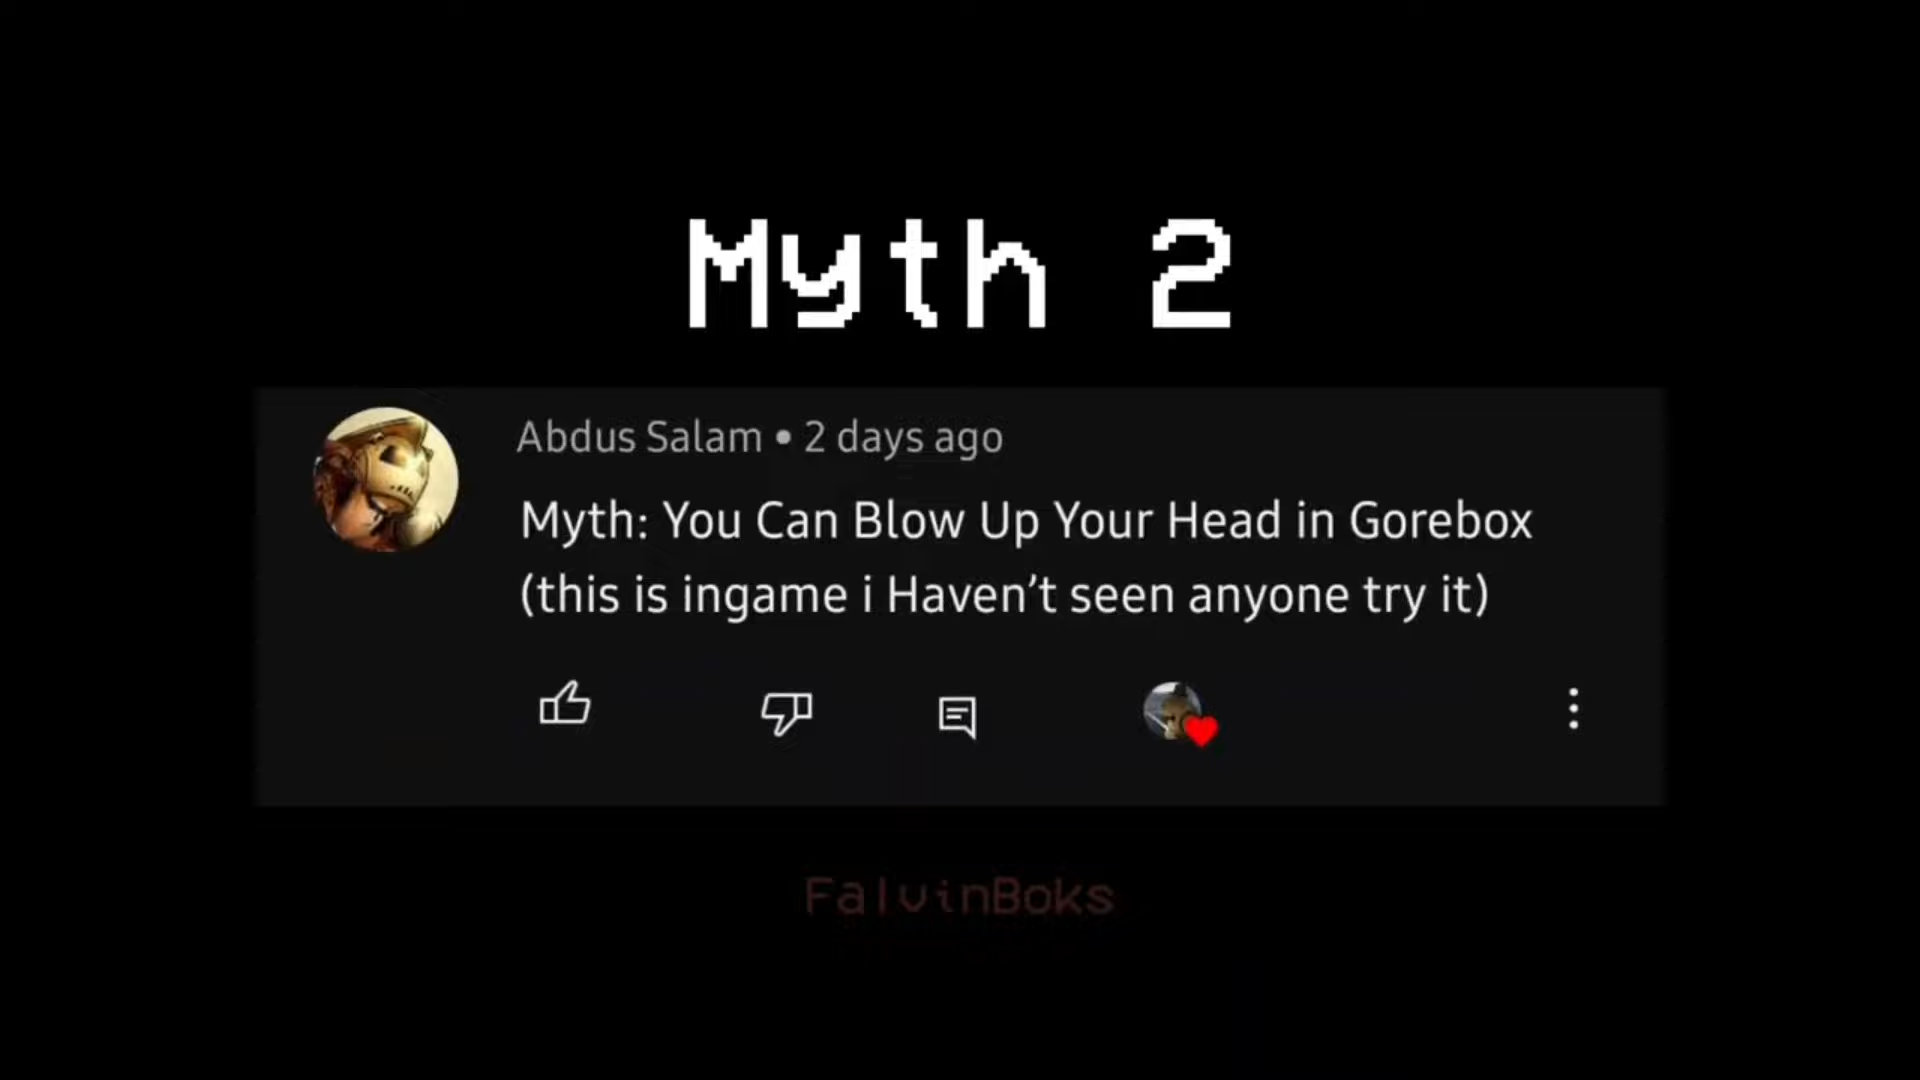 Myth 2
Abdus Salam • 2 days ago
Myth: You Can Blow Up Your Head in Gorebox
(this is ingame i Haven't seen anyone try it)
FalvinBoks